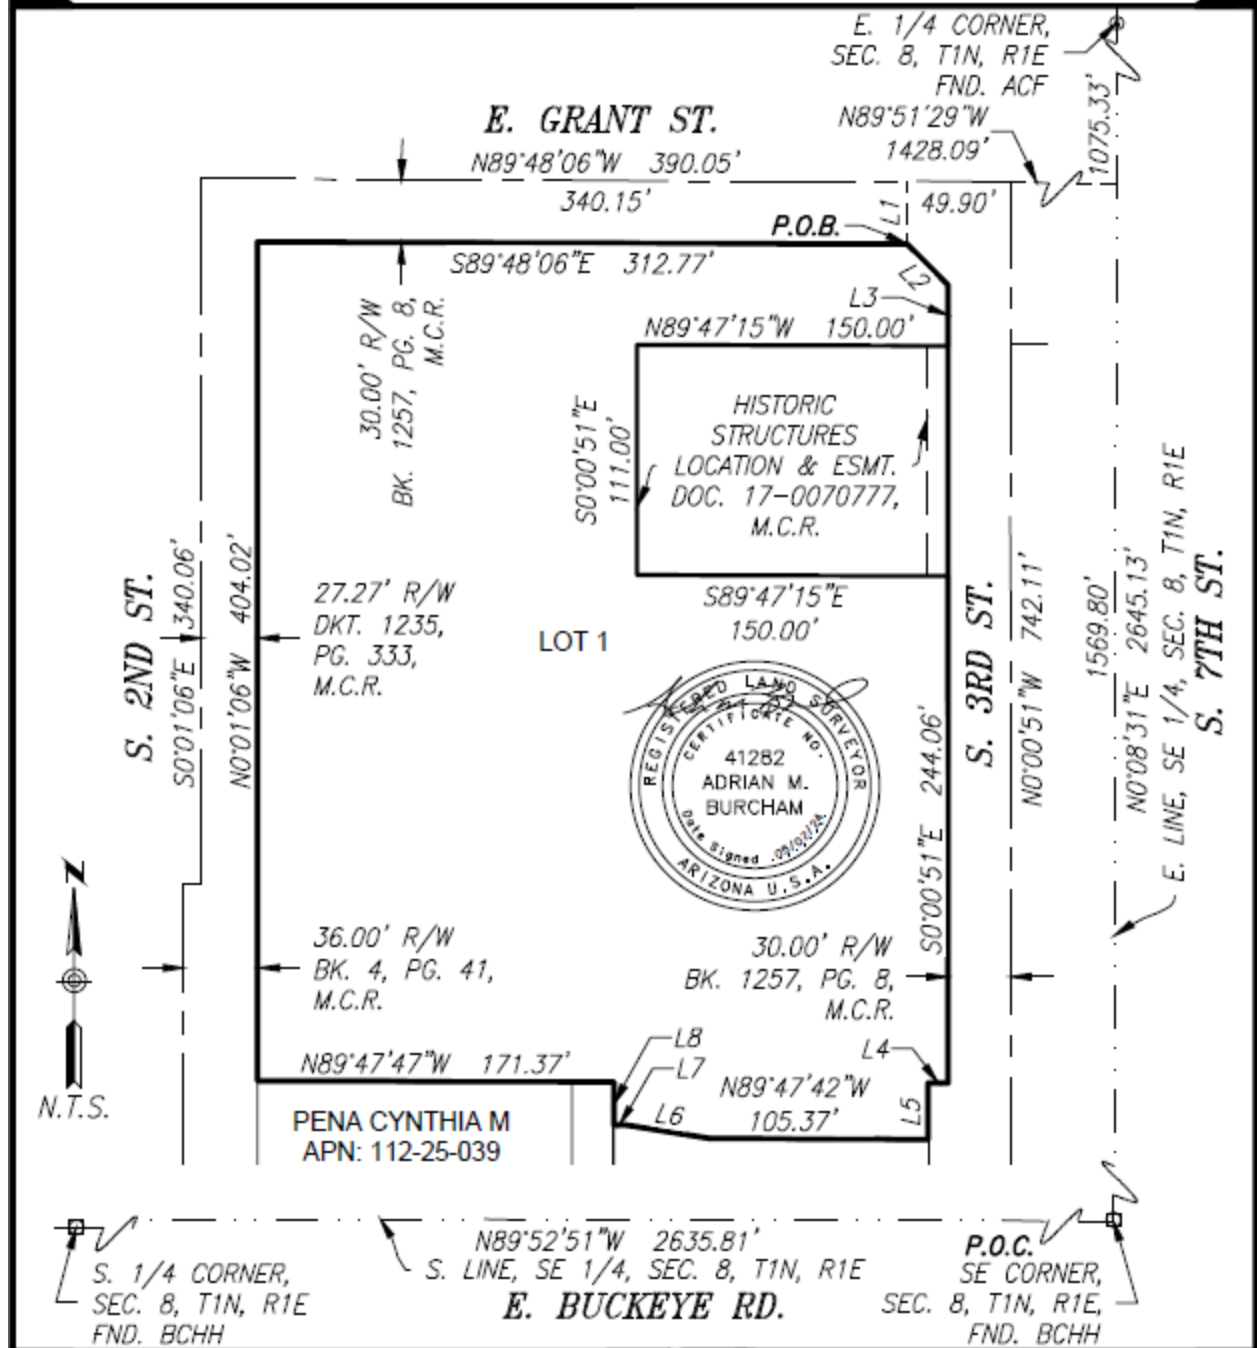 E. 1/4 CORNER,
SEC. 8, T1N, R1E
FND. ACF
1075.33'
E. GRANT ST.
N89°51'29"W
1428.09'
N89°48'06"W 390.05'
340.15'
49.90'
L1
P.O.B.
S89°48'06"E 312.77'
L2
L3
30.00' R/W
BK. 1257, PG. 8,
M.C.R.
N89°47'15"W 150.00'
S0°00'51"E
111.00'
HISTORIC
STRUCTURES
LOCATION & ESMT.
DOC. 17-0070777,
M.C.R.
S89°47'15"E
150.00'
S. 2ND ST.
S0°01'06"E 340.06'
N0°01'06"W 404.02'
27.27' R/W
DKT. 1235,
PG. 333,
M.C.R.
LOT 1
REGISTERED LAND SURVEYOR
CERTIFICATE NO.
41282
ADRIAN M.
BURCHAM
Date Signed
ARIZONA U.S.A.
S0°00'51"E 244.06'
S. 3RD ST.
N0°00'51"W 742.11'
1569.80'
N0°08'31"E 2645.13'
E. LINE, SE 1/4, SEC. 8, T1N, R1E
S. 7TH ST.
N
N.T.S.
36.00' R/W
BK. 4, PG. 41,
M.C.R.
30.00' R/W
BK. 1257, PG. 8,
M.C.R.
N89°47'47"W 171.37'
L8
L7
L4
N89°47'42"W
105.37'
L6
L5
PENA CYNTHIA M
APN: 112-25-039
N89°52'51"W 2635.81'
S. LINE, SE 1/4, SEC. 8, T1N, R1E
E. BUCKEYE RD.
S. 1/4 CORNER,
SEC. 8, T1N, R1E
FND. BCHH
P.O.C.
SE CORNER,
SEC. 8, T1N, R1E,
FND. BCHH